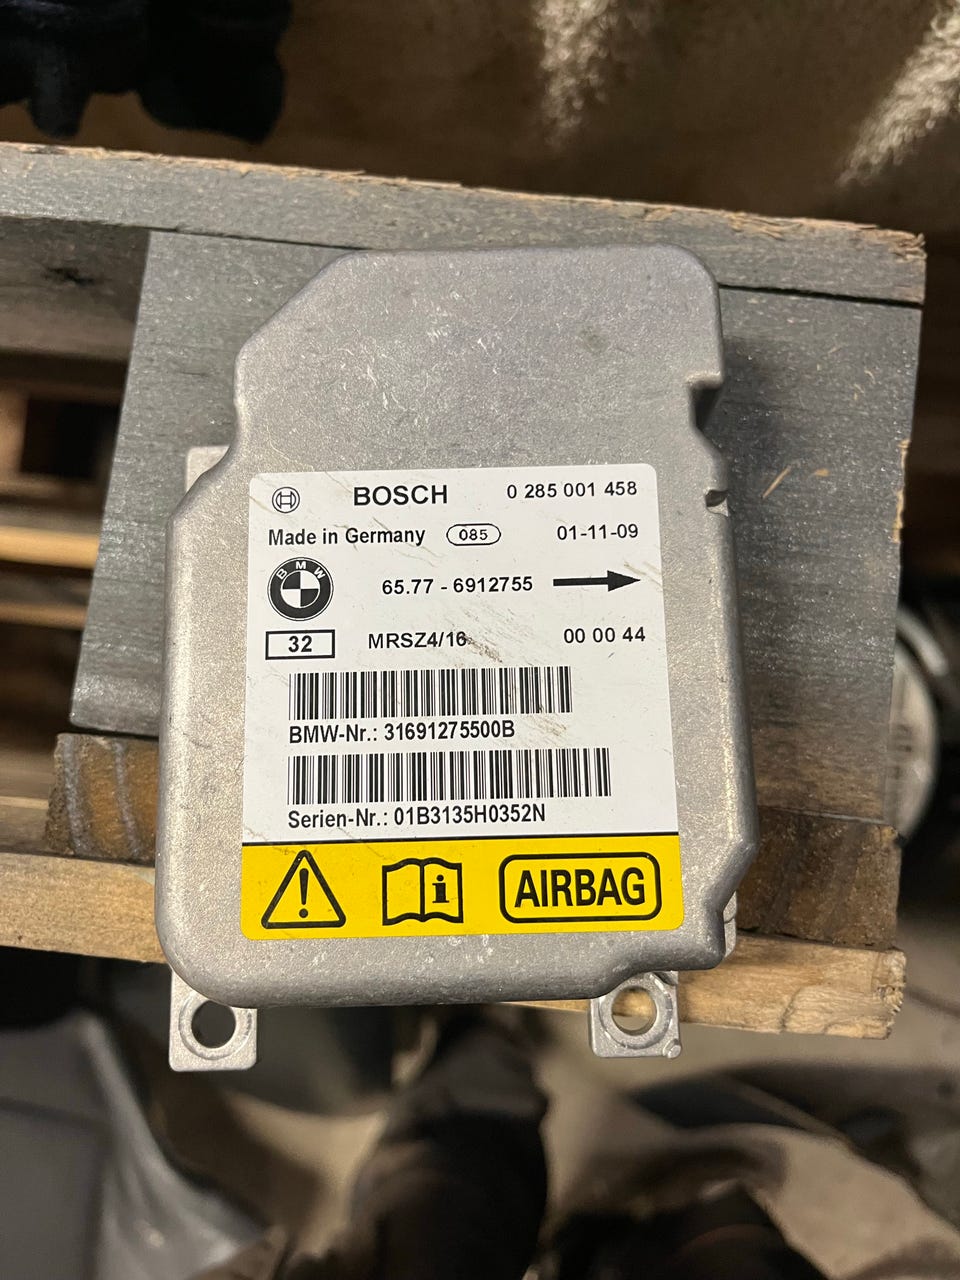 H BOSCH 0 285 001 458
Made in Germany 085 01-11-09
BMW 65.77 - 6912755
32 MRSZ4/16 00 00 44
BMW-Nr.: 31691275500B
Serien-Nr.: 01B3135H0352N
! i AIRBAG